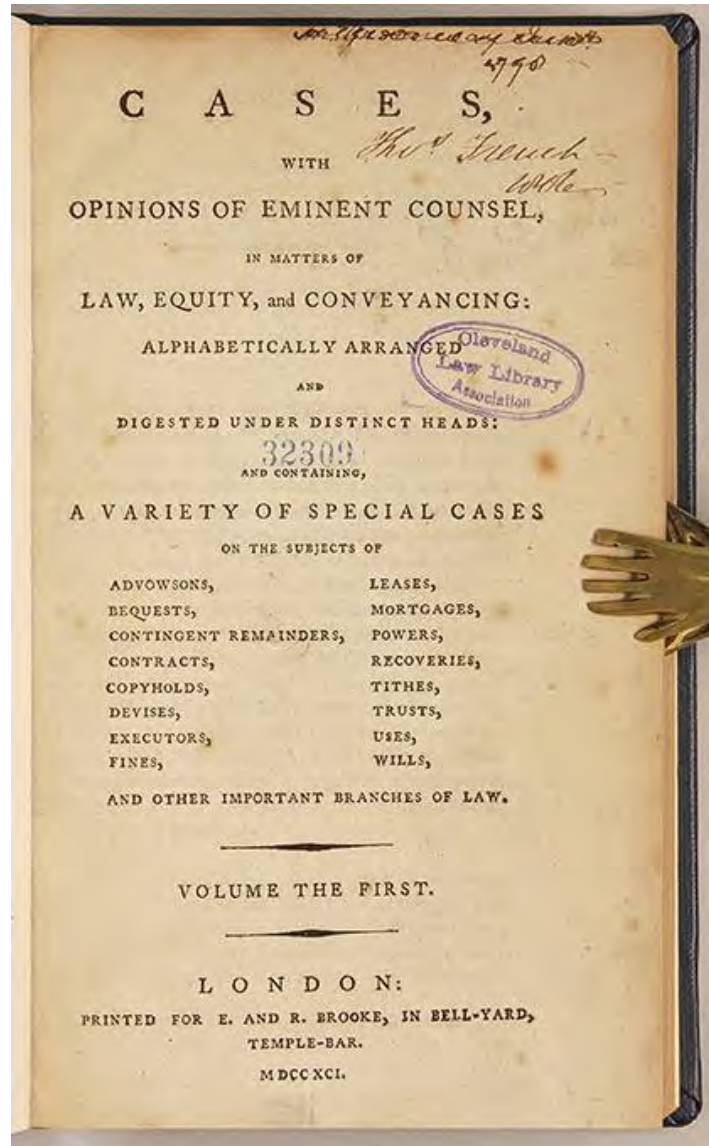 1790
CASES,
Thos. French
WITH
OPINIONS OF EMINENT COUNSEL,
IN MATTERS OF
LAW, EQUITY, and CONVEYANCING:
ALPHABETICALLY ARRANGED
Cleveland
Law Library
Association
AND
DIGESTED UNDER DISTINCT HEADS:
32309
AND CONTAINING,
A VARIETY OF SPECIAL CASES
ON THE SUBJECTS OF
ADVOWSONS,
BEQUESTS,
CONTINGENT REMAINDERS,
CONTRACTS,
COPYHOLDS,
DEVISES,
EXECUTORS,
FINES,
LEASES,
MORTGAGES,
POWERS,
RECOVERIES,
TITHES,
TRUSTS,
USES,
WILLS,
AND OTHER IMPORTANT BRANCHES OF LAW.
VOLUME THE FIRST.
LONDON:
PRINTED FOR E. AND R. BROOKE, IN BELL-YARD,
TEMPLE-BAR.
MDCCXCI.